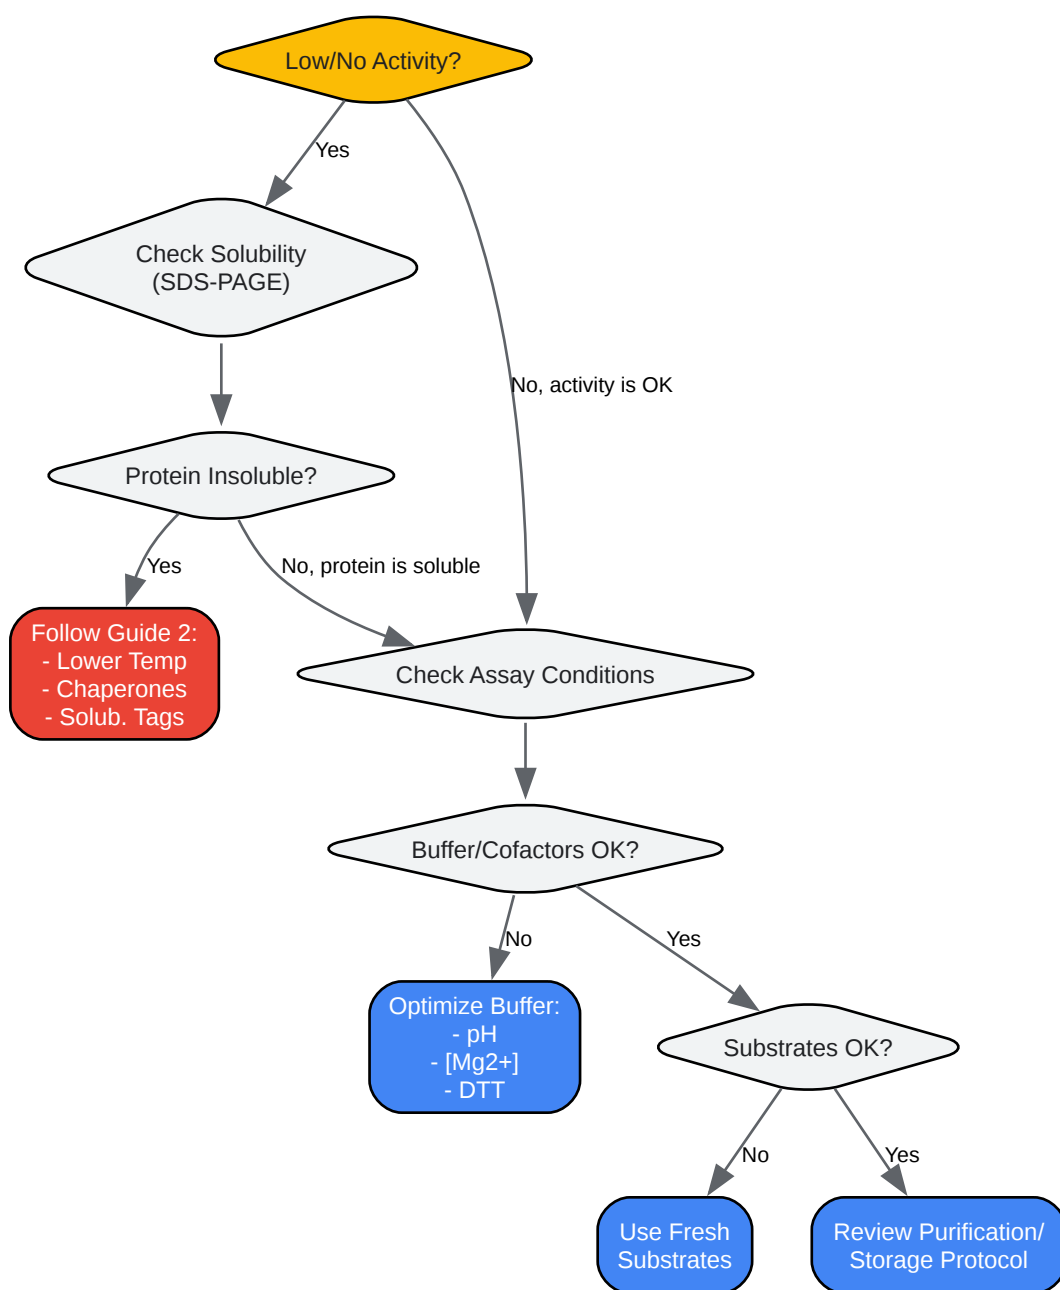 Low/No Activity?
Yes
Check Solubility
(SDS-PAGE)
No, activity is OK
Protein Insoluble?
Yes
No, protein is soluble
Follow Guide 2:
- Lower Temp
- Chaperones
- Solub. Tags
Check Assay Conditions
Buffer/Cofactors OK?
No
Yes
Optimize Buffer:
- pH
- [Mg2+]
- DTT
Substrates OK?
No
Yes
Use Fresh
Substrates
Review Purification/
Storage Protocol